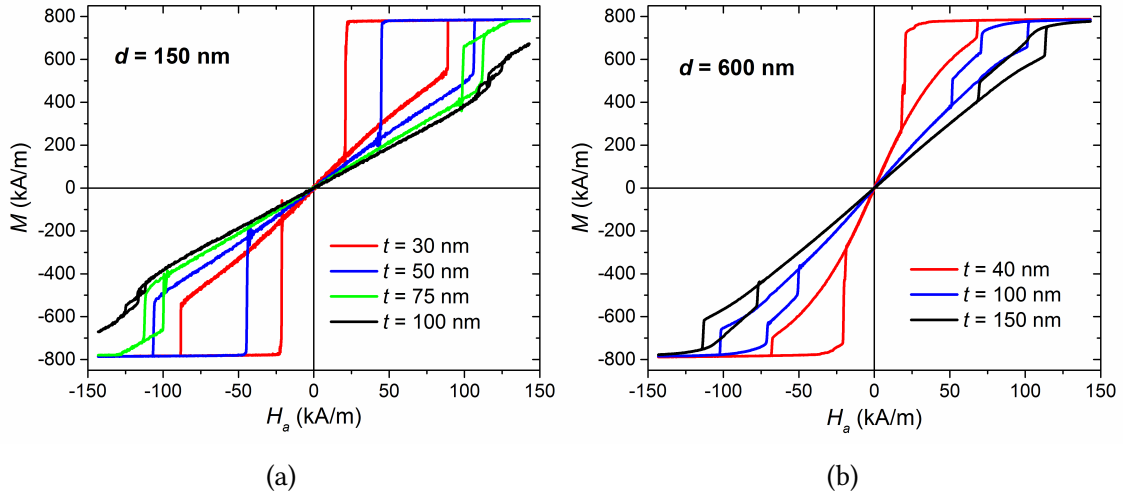 d = 150 nm
M (kA/m)
800
600
400
200
0
-200
-400
-600
-800
t = 30 nm
t = 50 nm
t = 75 nm
t = 100 nm
-150 -100 -50 0 50 100 150
Hₐ (kA/m)
(a)
d = 600 nm
M (kA/m)
800
600
400
200
0
-200
-400
-600
-800
t = 40 nm
t = 100 nm
t = 150 nm
-150 -100 -50 0 50 100 150
Hₐ (kA/m)
(b)